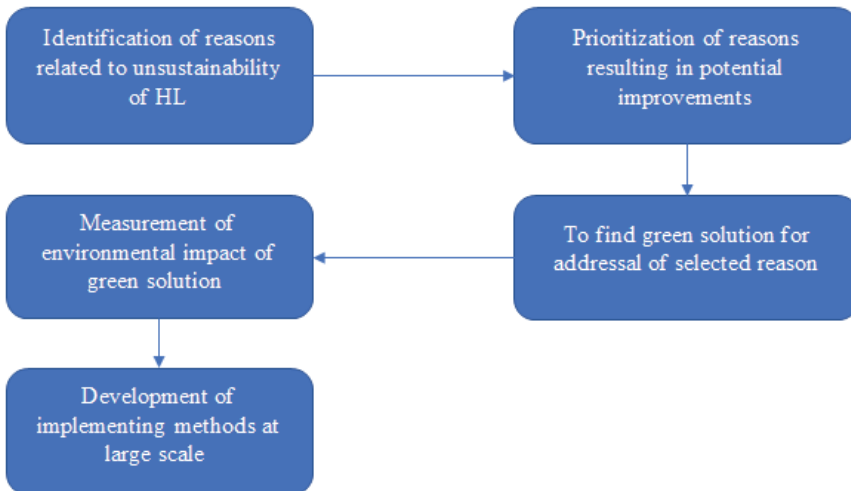 Identification of reasons
related to unsustainability
of HL
Prioritization of reasons
resulting in potential
improvements
To find green solution for
addressal of selected reason
Measurement of
environmental impact of
green solution
Development of
implementing methods at
large scale